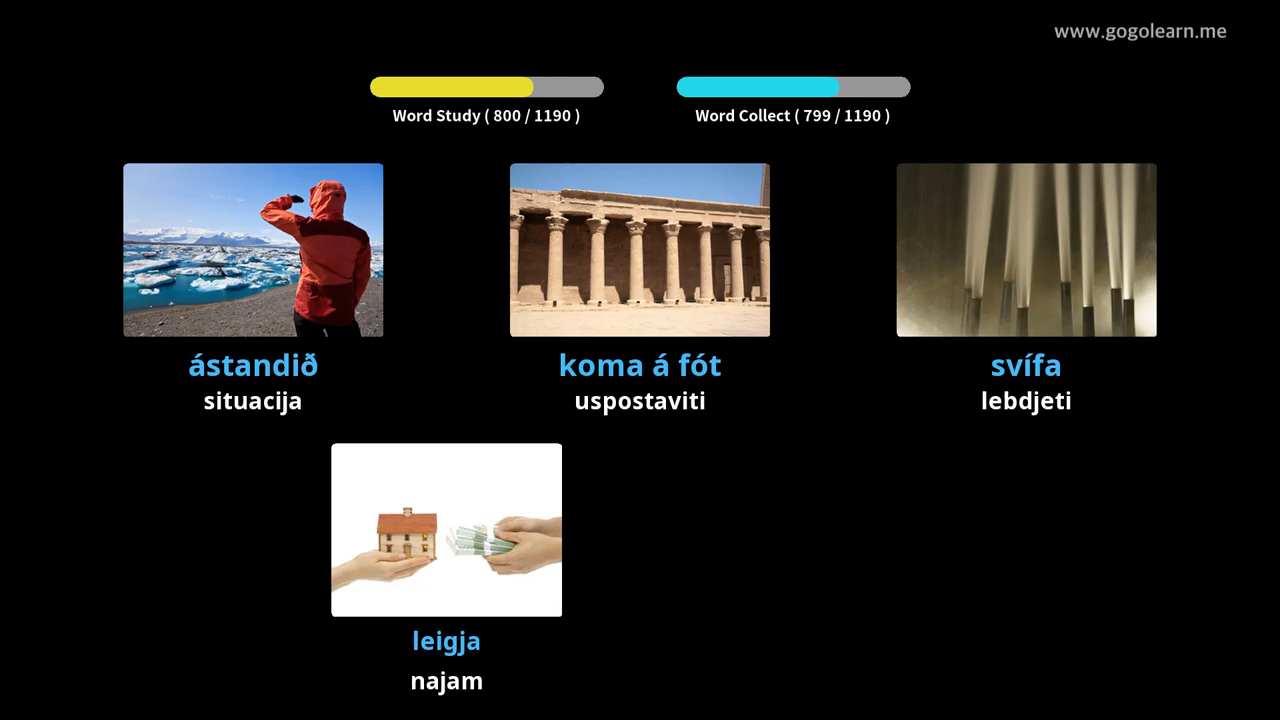 www.gogolearn.me
Word Study ( 800 / 1190 )
Word Collect ( 799 / 1190 )
ástandið
situacija
koma á fót
uspostaviti
svífa
lebdjeti
leigja
najam